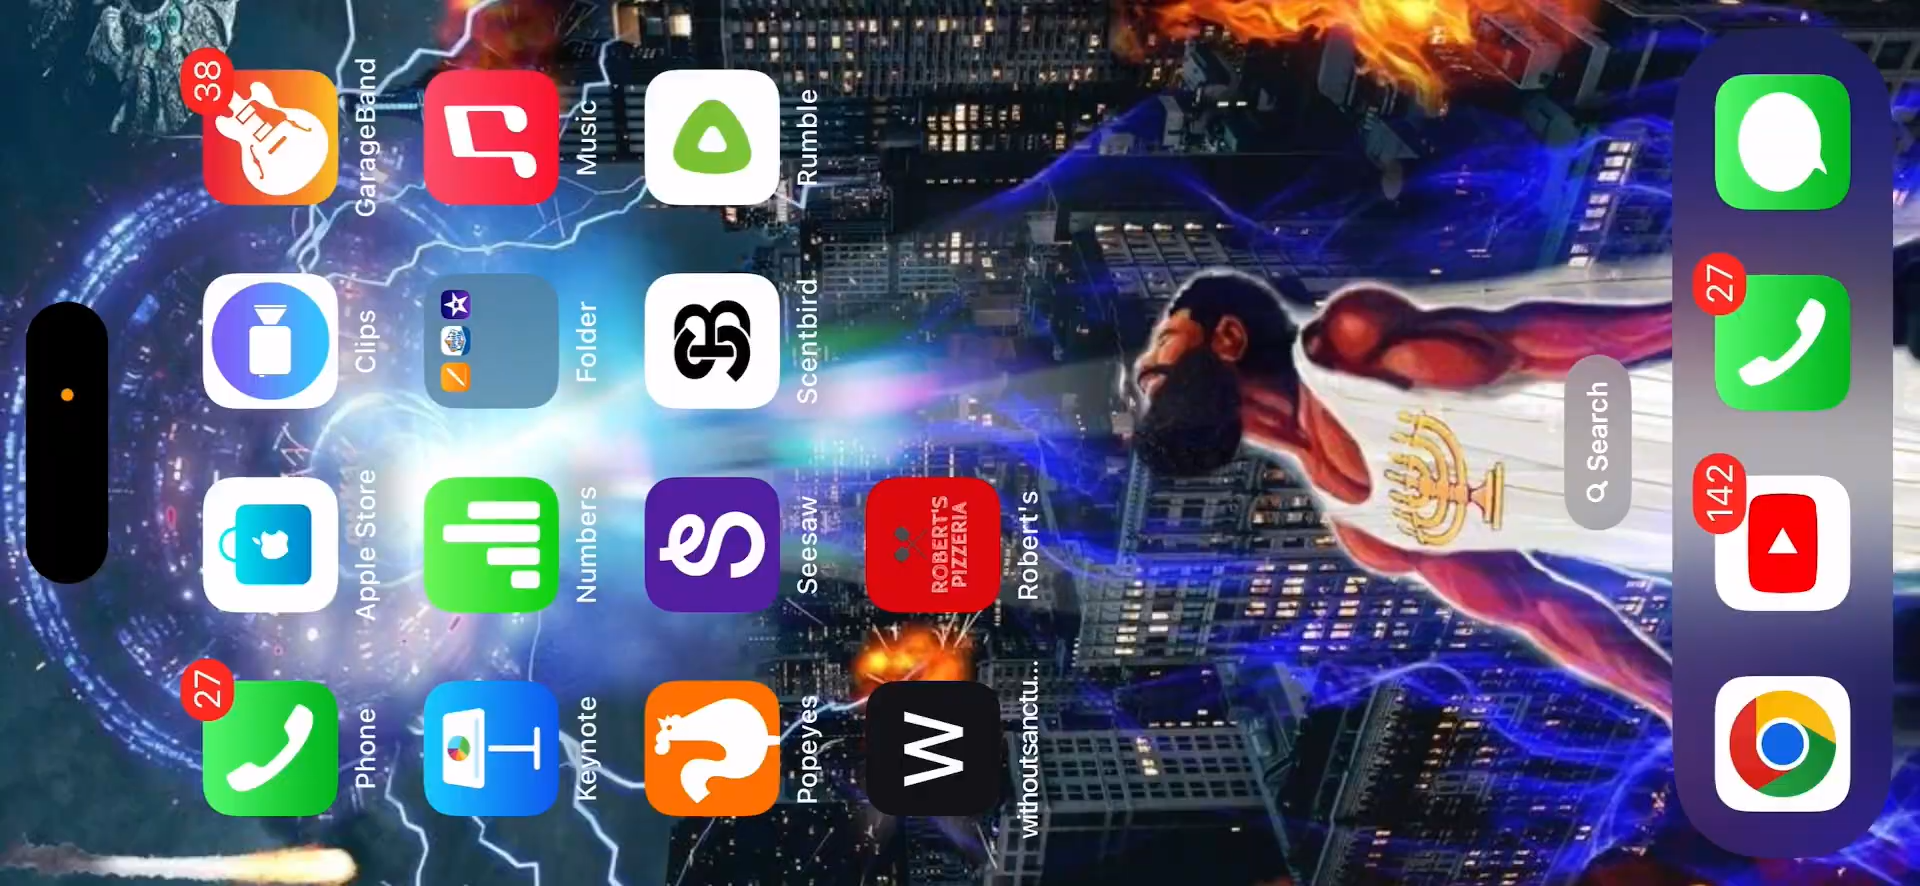 27
38
Phone
Apple Store
Clips
GarageBand
Keynote
Numbers
Folder
Music
Popeyes
Seesaw
Scentbird
Rumble
W
ROBERT'S
PIZZERIA
withoutsanctu...
Robert's
Search
142
27